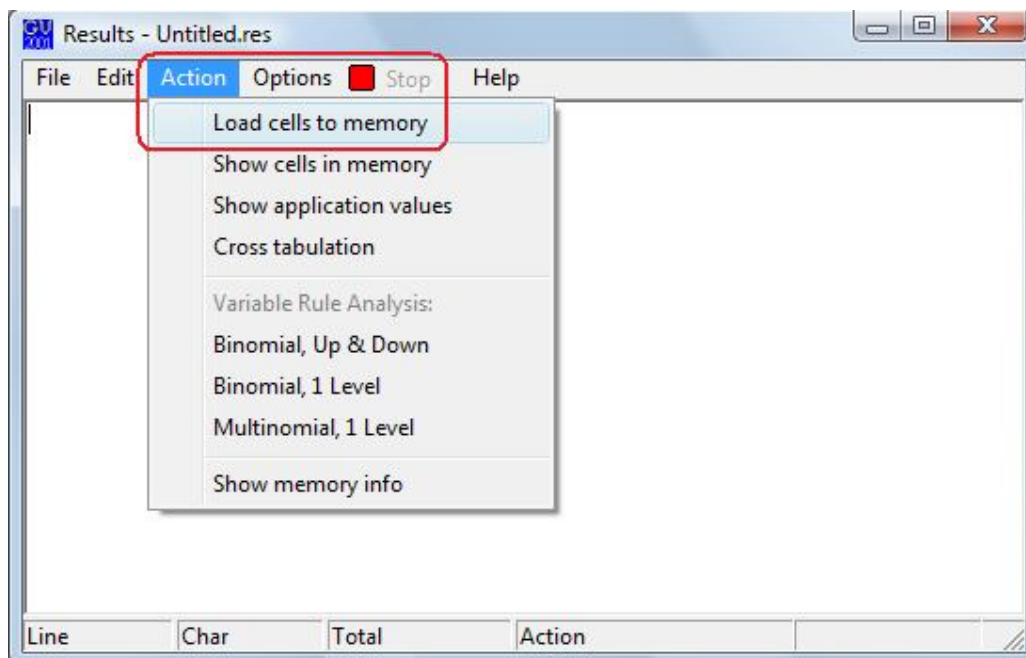 GU 2001 Results - Untitled.res
File Edit Action Options Stop Help
Load cells to memory
Show cells in memory
Show application values
Cross tabulation
Variable Rule Analysis:
Binomial, Up & Down
Binomial, 1 Level
Multinomial, 1 Level
Show memory info
Line Char Total Action